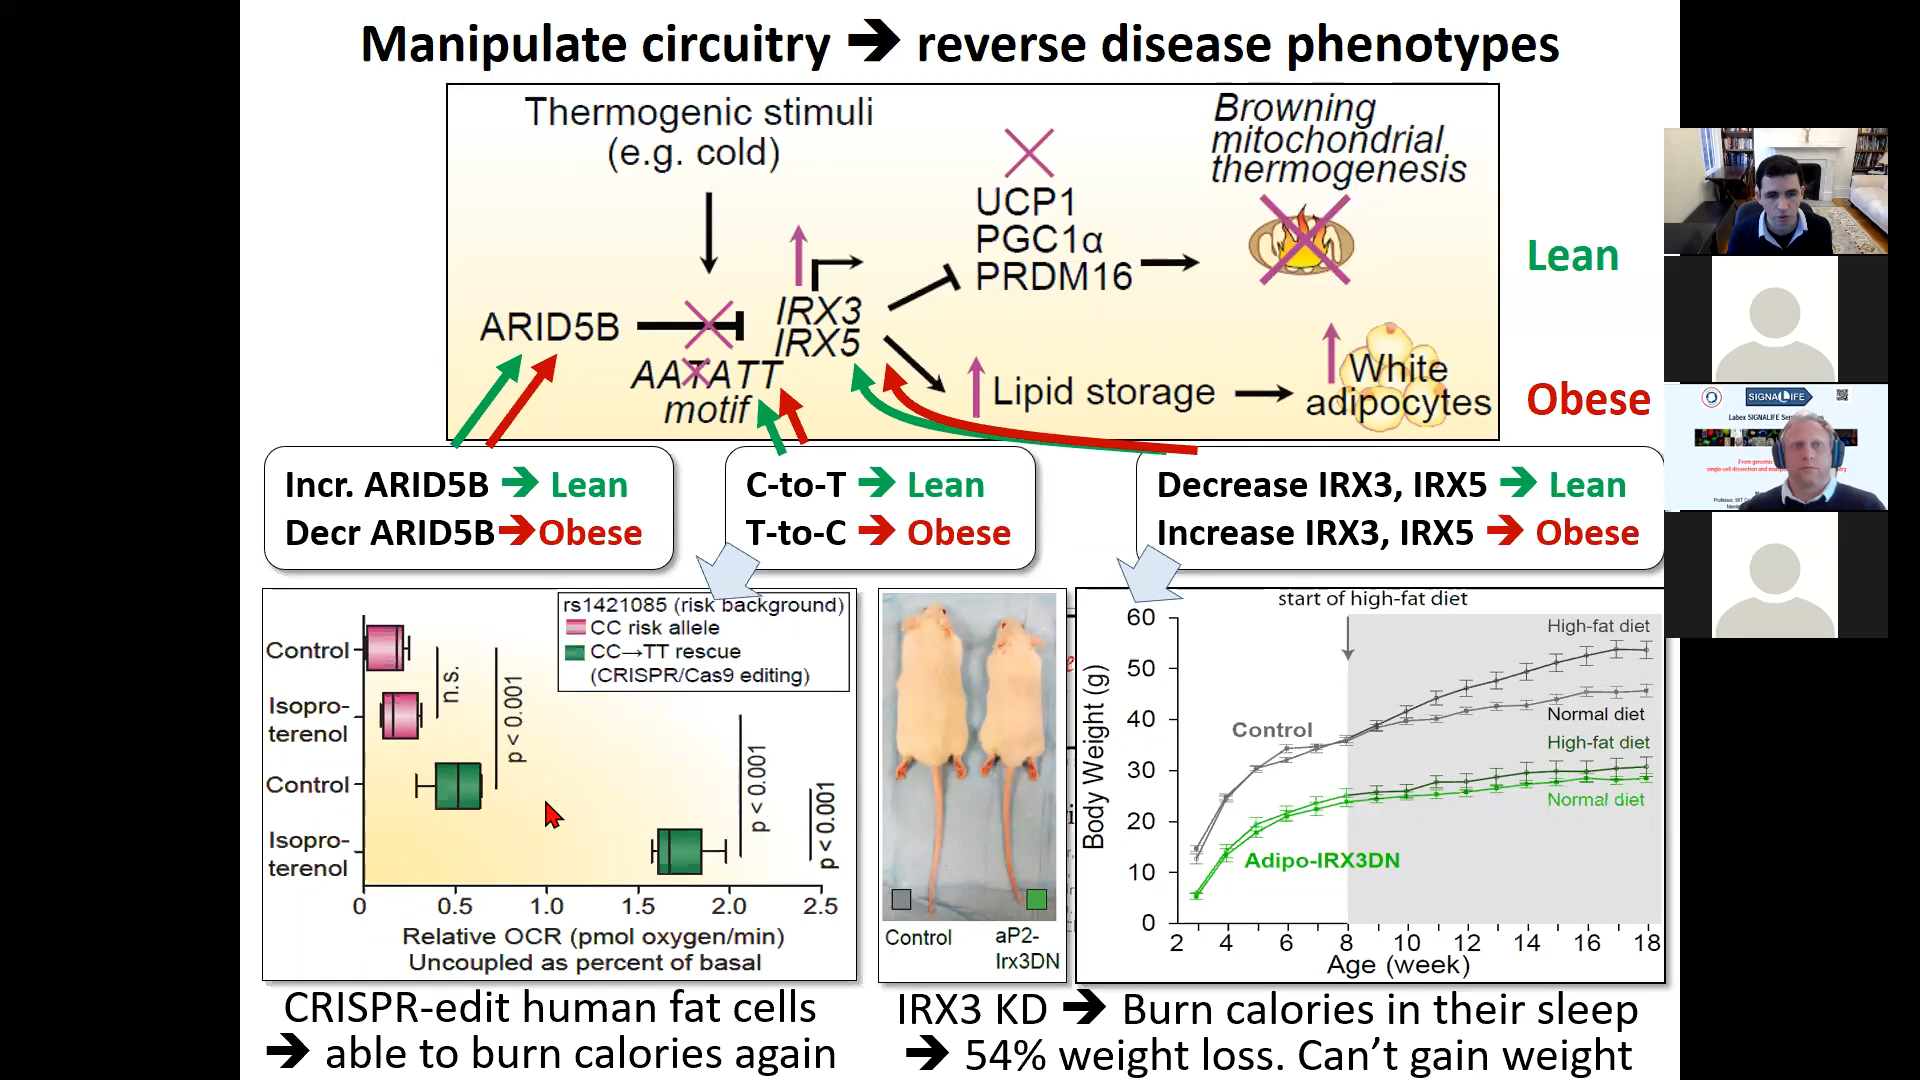 Manipulate circuitry ➔ reverse disease phenotypes
Thermogenic stimuli
(e.g. cold)
ARID5B
AATATT
motif
IRX3
IRX5
UCP1
PGC1α
PRDM16
Browning
mitochondrial
thermogenesis
Lipid storage
White
adipocytes
Lean
Obese
Incr. ARID5B ➔ Lean
Decr ARID5B ➔ Obese
C-to-T ➔ Lean
T-to-C ➔ Obese
Decrease IRX3, IRX5 ➔ Lean
Increase IRX3, IRX5 ➔ Obese
rs1421085 (risk background)
CC risk allele
CC→TT rescue
(CRISPR/Cas9 editing)
Control
Isopro-
terenol
Control
Isopro-
terenol
n.s.
p < 0.001
p < 0.001
p < 0.001
0 0.5 1.0 1.5 2.0 2.5
Relative OCR (pmol oxygen/min)
Uncoupled as percent of basal
Control
aP2-
Irx3DN
start of high-fat diet
Body Weight (g)
60
50
40
30
20
10
0
High-fat diet
Control
Normal diet
High-fat diet
Normal diet
Adipo-IRX3DN
2 4 6 8 10 12 14 16 18
Age (week)
CRISPR-edit human fat cells
➔ able to burn calories again
IRX3 KD ➔ Burn calories in their sleep
➔ 54% weight loss. Can't gain weight
SIGNALIFE
Labex SIGNALIFE